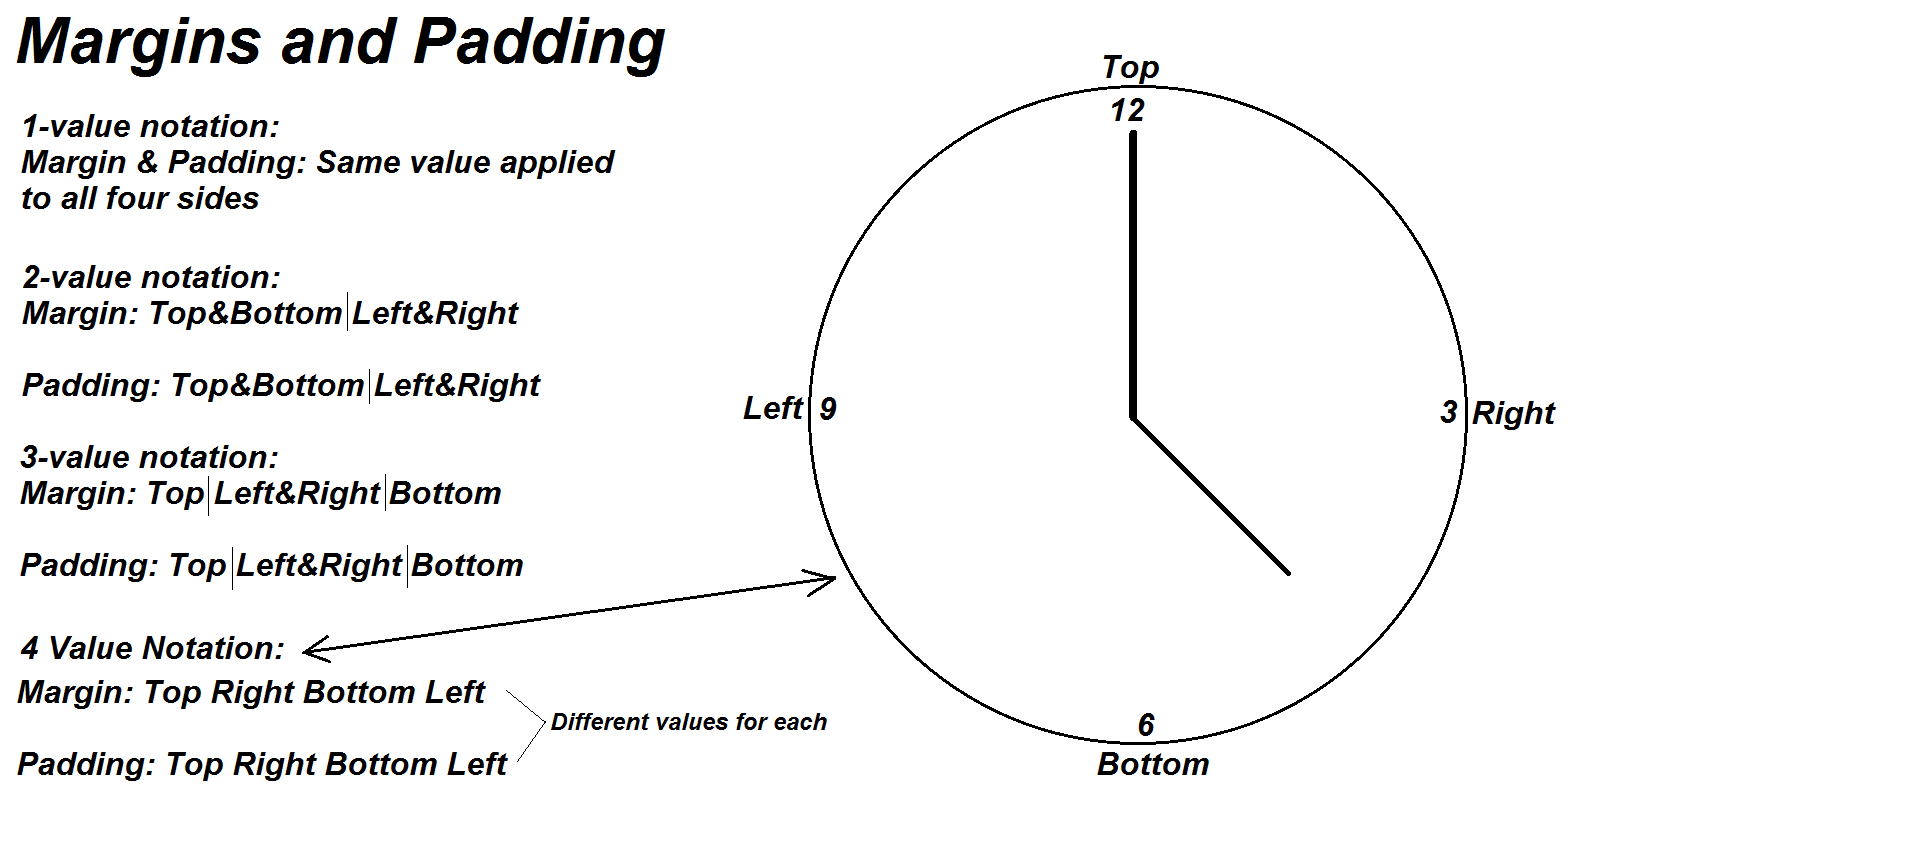 Margins and Padding
1-value notation:
Margin & Padding: Same value applied
to all four sides
2-value notation:
Margin: Top&Bottom|Left&Right
Padding: Top&Bottom|Left&Right
3-value notation:
Margin: Top|Left&Right|Bottom
Padding: Top|Left&Right|Bottom
4 Value Notation:
Margin: Top Right Bottom Left
Padding: Top Right Bottom Left
Different values for each
Top
12
Left 9
3 Right
6
Bottom